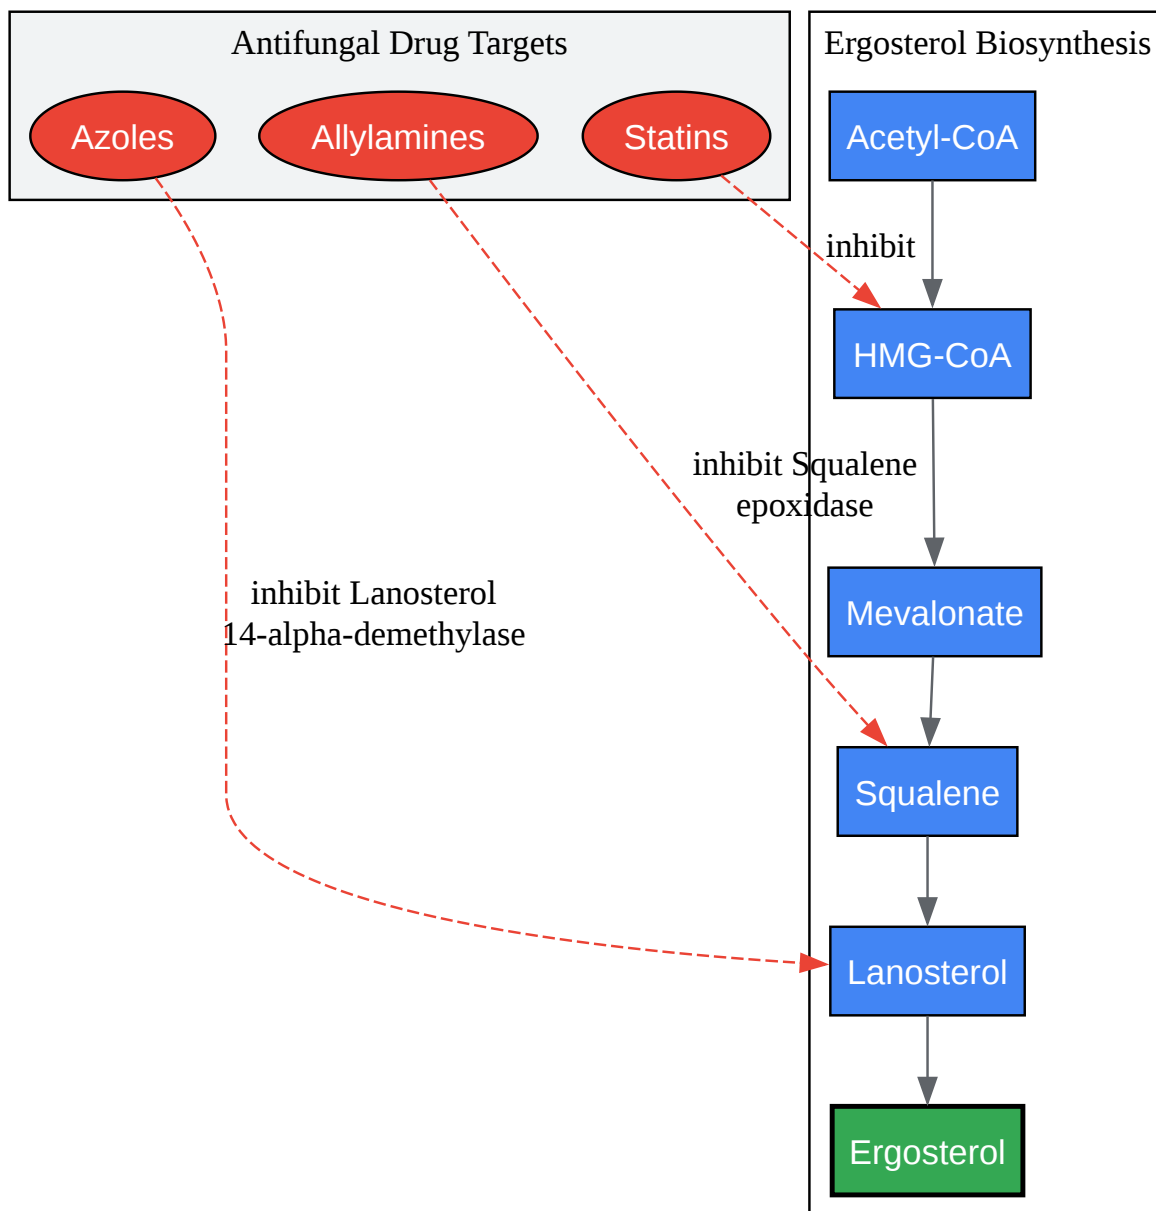 Antifungal Drug Targets
Ergosterol Biosynthesis
Azoles
Allylamines
Statins
Acetyl-CoA
inhibit
HMG-CoA
inhibit Squalene
epoxidase
inhibit Lanosterol
14-alpha-demethylase
Mevalonate
Squalene
Lanosterol
Ergosterol